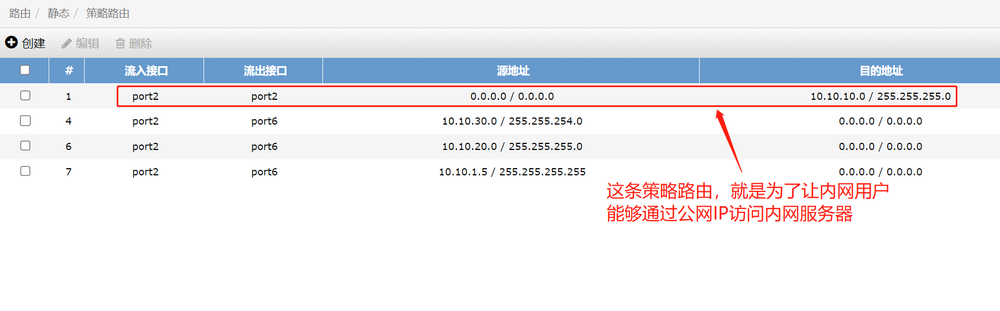 路由 / 静态 / 策略路由
创建 编辑 删除
# 流入接口 流出接口 源地址 目的地址
1 port2 port2 0.0.0.0 / 0.0.0.0 10.10.10.0 / 255.255.255.0
4 port2 port6 10.10.30.0 / 255.255.254.0 0.0.0.0 / 0.0.0.0
6 port2 port6 10.10.20.0 / 255.255.255.0 0.0.0.0 / 0.0.0.0
7 port2 port6 10.10.1.5 / 255.255.255.255 0.0.0.0 / 0.0.0.0
这条策略路由，就是为了让内网用户
能够通过公网IP访问内网服务器